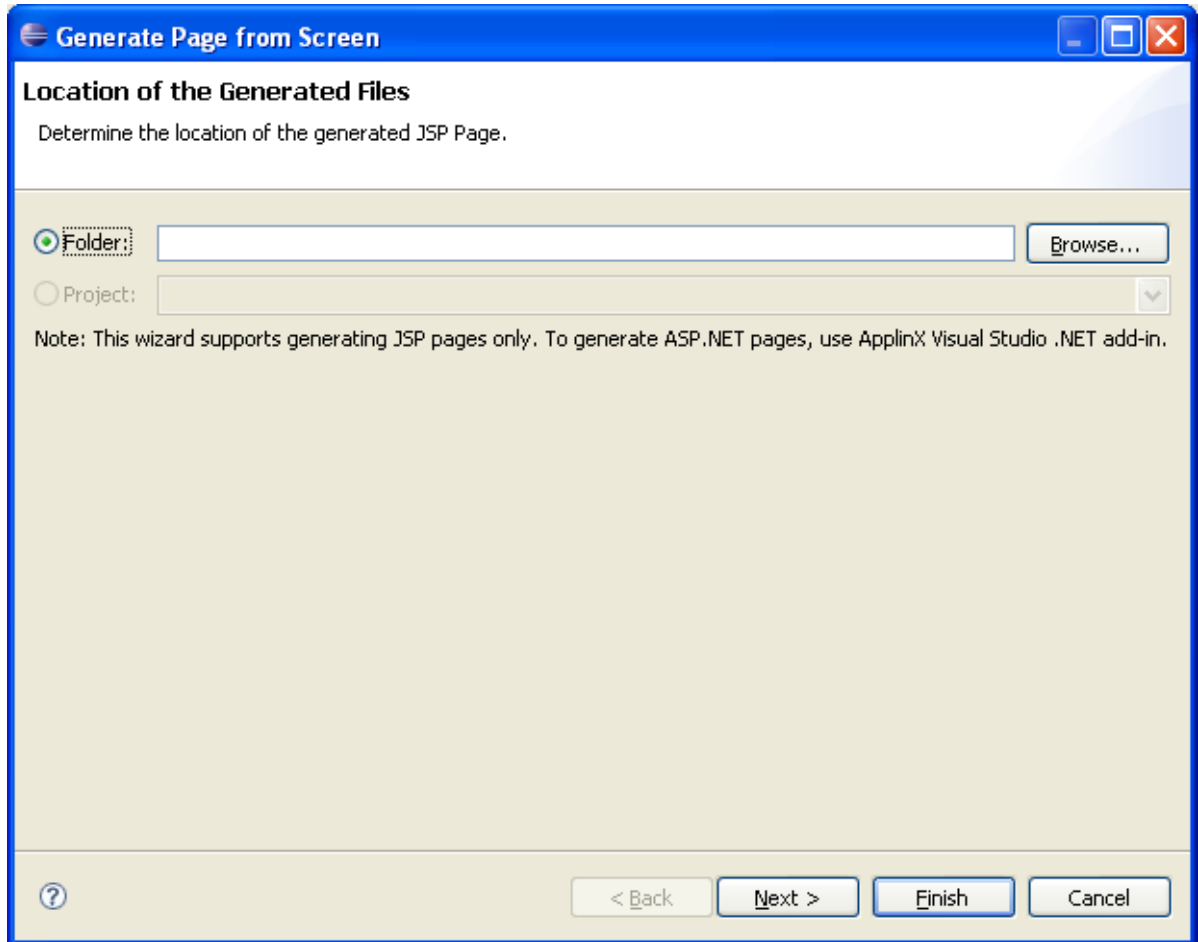 Generate Page from Screen
Location of the Generated Files
Determine the location of the generated JSP Page.
Folder:
Browse...
Project:
Note: This wizard supports generating JSP pages only. To generate ASP.NET pages, use ApplinX Visual Studio .NET add-in.
?
< Back
Next >
Finish
Cancel